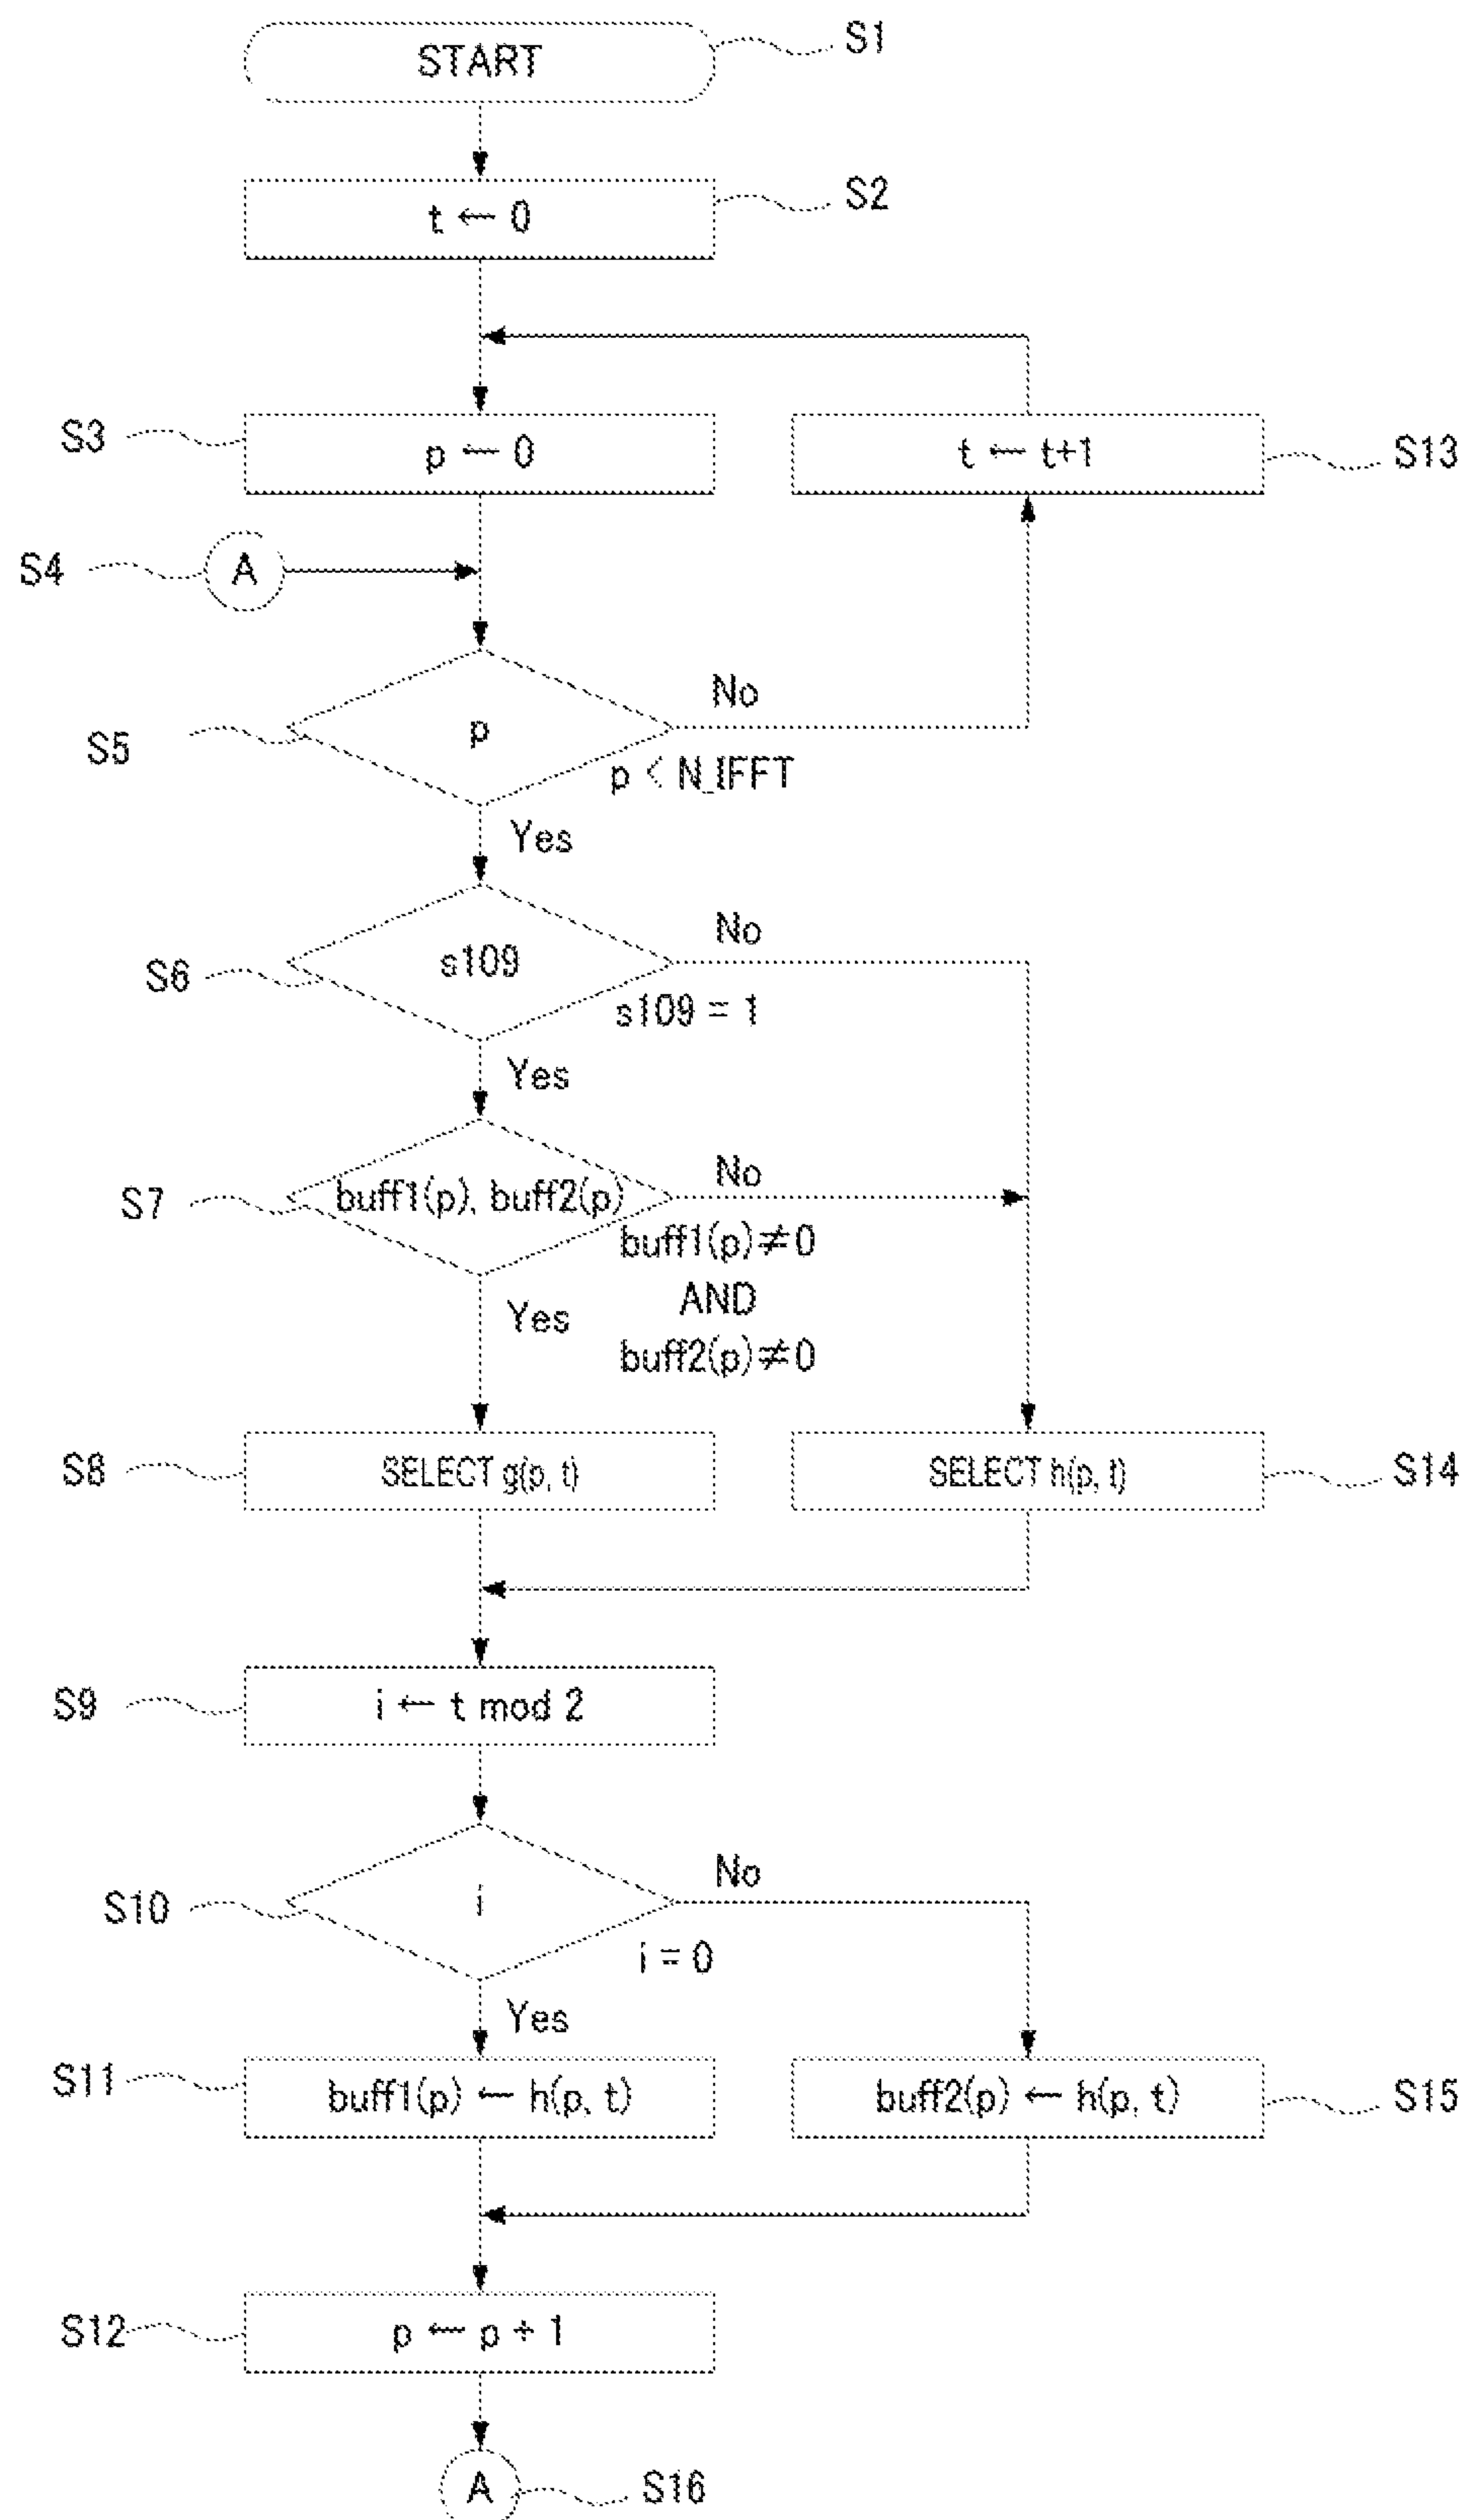 START
S1
t ← 0
S2
S3
p ← 0
t ← t+1
S13
S4
A
S5
p
No
p < N_IFFT
Yes
S6
s109
No
s109 = 1
Yes
S7
buff1(p), buff2(p)
No
buff1(p)≠0
AND
buff2(p)≠0
Yes
S8
SELECT g(p, t)
SELECT h(p, t)
S14
S9
i ← t mod 2
S10
i
No
i = 0
Yes
S11
buff1(p) ← h(p, t)
buff2(p) ← h(p, t)
S15
S12
p ← p + 1
A
S16